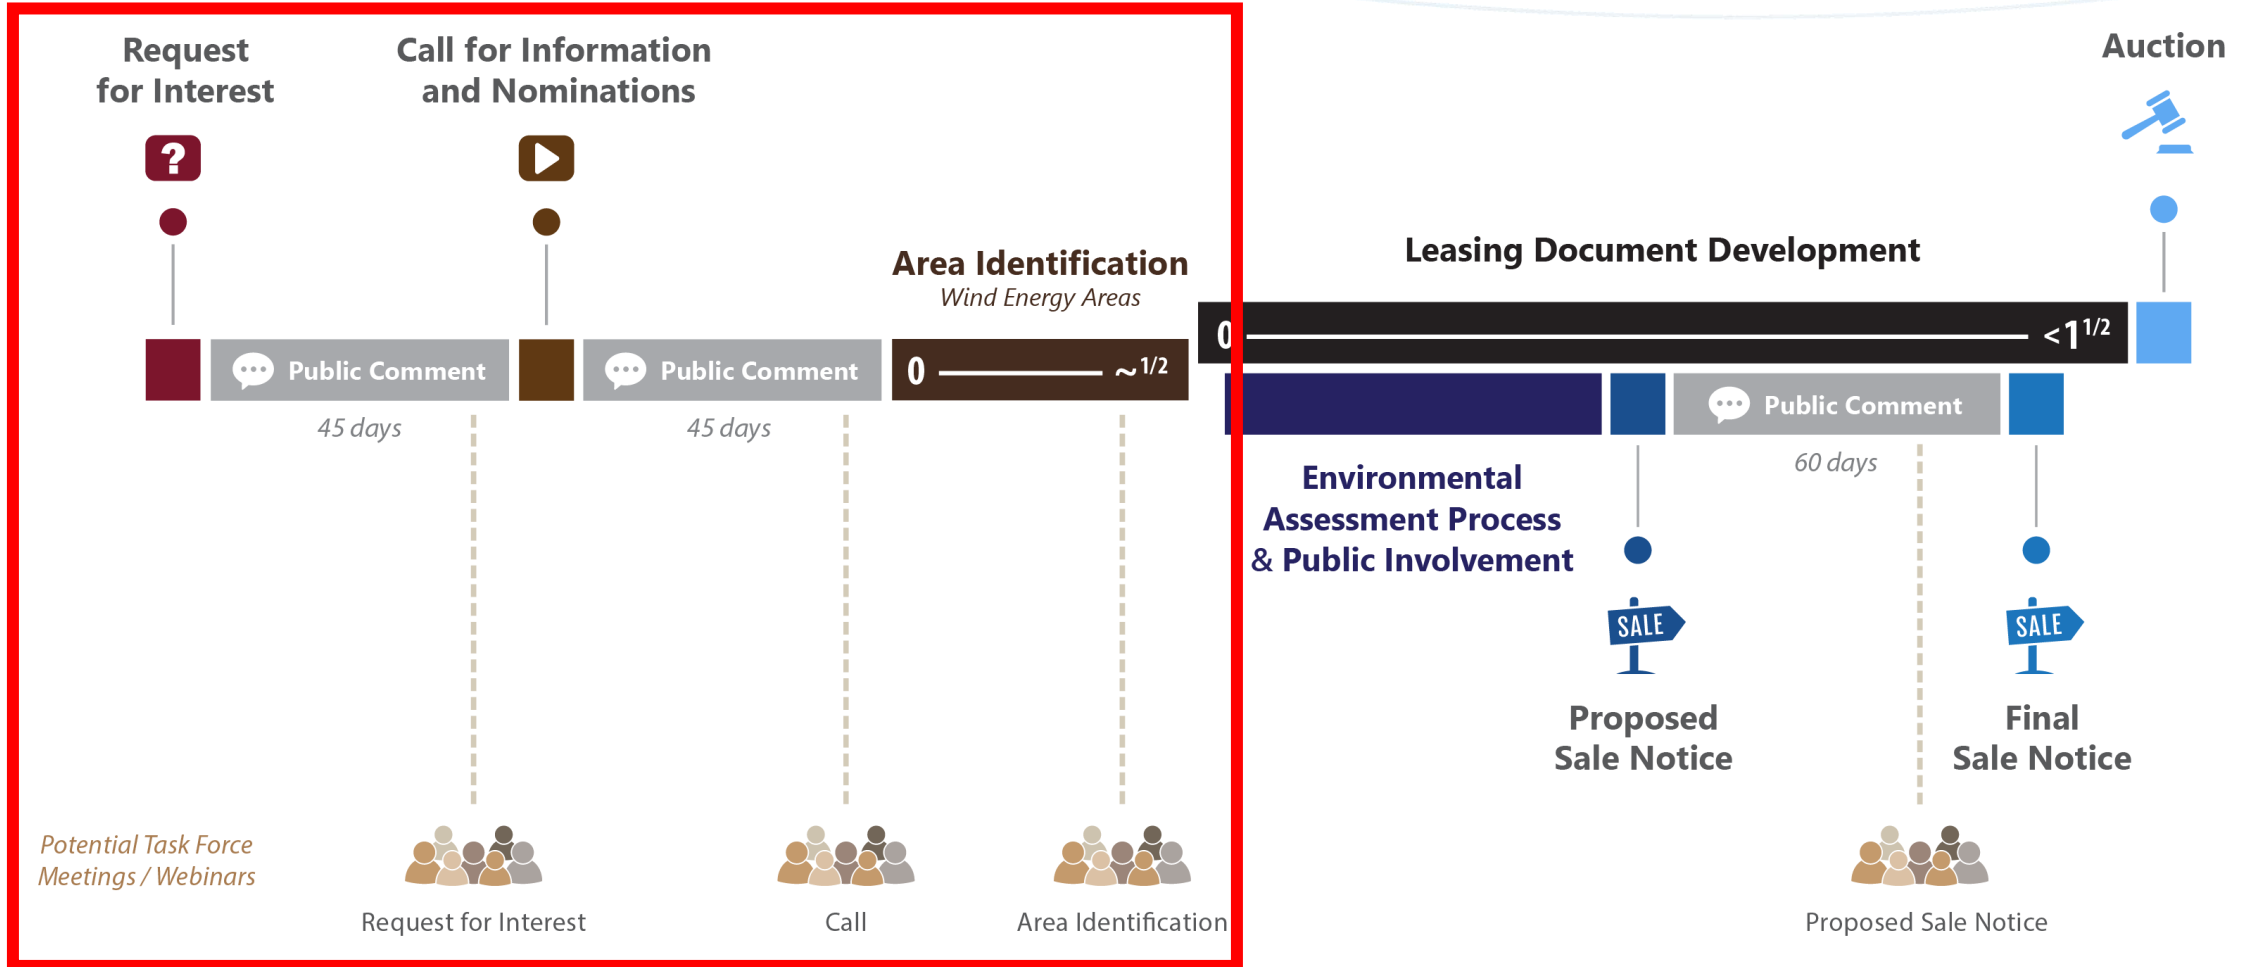 Request
for Interest
?
Call for Information
and Nominations
Auction
Area Identification
Wind Energy Areas
Leasing Document Development
0 <1 1/2
Public Comment
Public Comment
0 ~1/2
Public Comment
45 days
45 days
60 days
Environmental
Assessment Process
& Public Involvement
SALE
SALE
Proposed
Sale Notice
Final
Sale Notice
Potential Task Force
Meetings / Webinars
Request for Interest
Call
Area Identification
Proposed Sale Notice